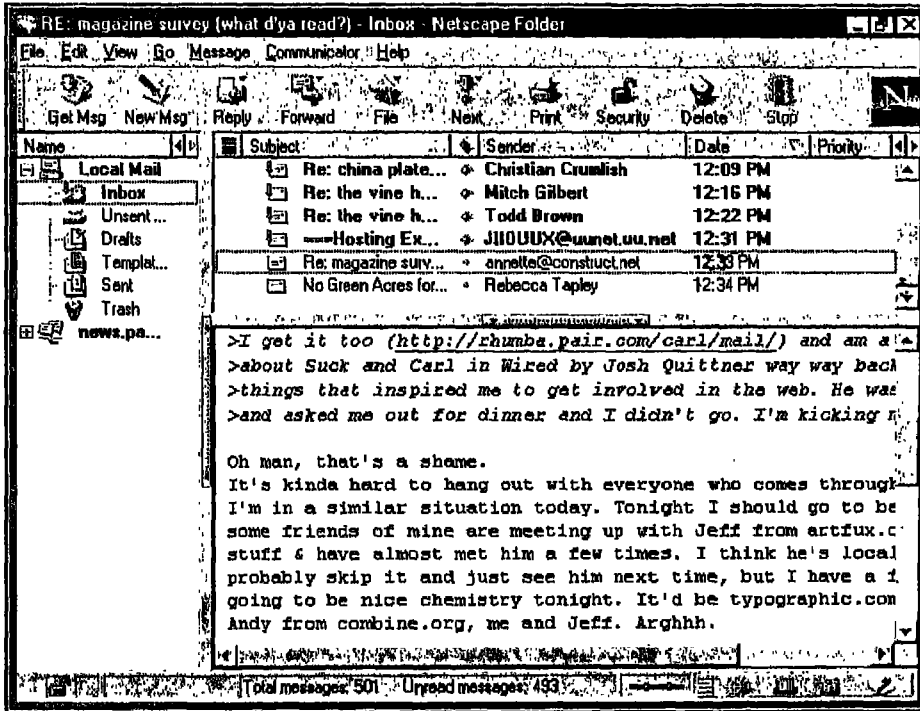 RE: magazine survey (what d'ya read?) - Inbox - Netscape Folder
File Edit View Go Message Communicator Help
Get Msg New Msg Reply Forward File Next Print Security Delete Stop N
Name Subject Sender Date Priority
Local Mail
Inbox
Unsent...
Drafts
Templat...
Sent
Trash
news.pa...
Re: china plate... Christian Crumlish 12:09 PM
Re: the vine h... Mitch Gilbert 12:16 PM
Re: the vine h... Todd Brown 12:22 PM
===Hosting Ex... 12:31 PM
Re: magazine surv... annette@construct.net 12:33 PM
No Green Acres for... Rebecca Tapley 12:34 PM
>I get it too (http://rhumba.pair.com/carl/mail/) and am a
>about Suck and Carl in Wired by Josh Quittner way way back
>things that inspired me to get involved in the web. He was
>and asked me out for dinner and I didn't go. I'm kicking
Oh man, that's a shame.
It's kinda hard to hang out with everyone who comes through
I'm in a similar situation today. Tonight I should go to be
some friends of mine are meeting up with Jeff from artfux.c
stuff & have almost met him a few times. I think he's local
probably skip it and just see him next time, but I have a f
going to be nice chemistry tonight. It'd be typographic.com
Andy from combine.org, me and Jeff. Arghhh.
Total messages: 501 Unread messages: 493